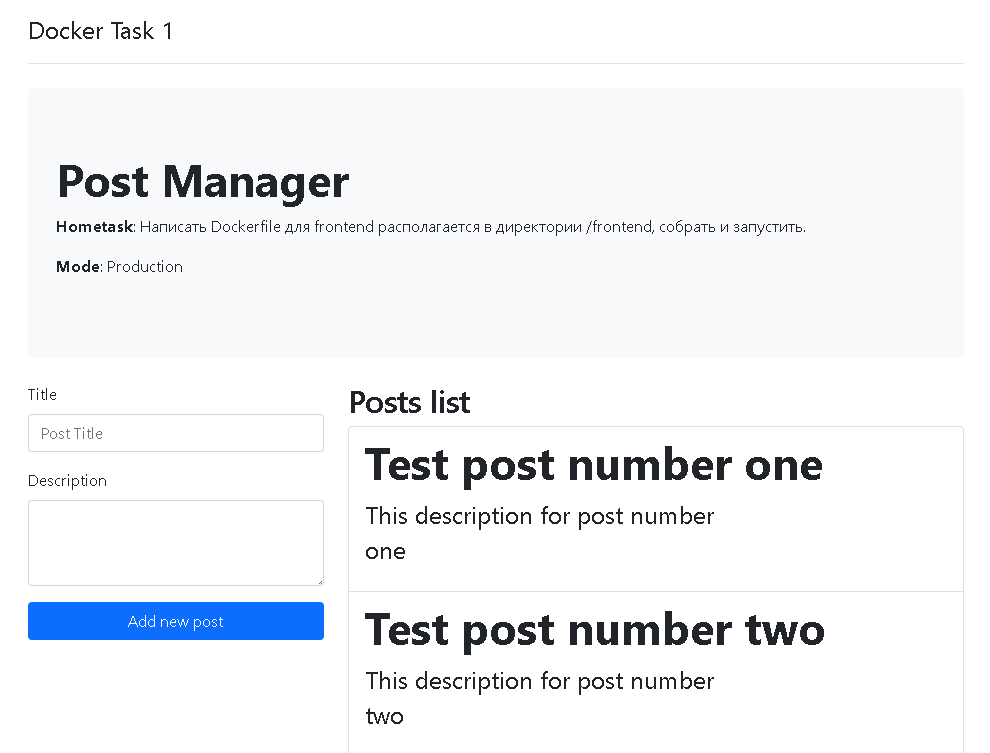 Docker Task 1
Post Manager
Hometask: Написать Dockerfile для frontend располагается в директории /frontend, собрать и запустить.
Mode: Production
Title
Post Title
Description
Add new post
Posts list
Test post number one
This description for post number
one
Test post number two
This description for post number
two